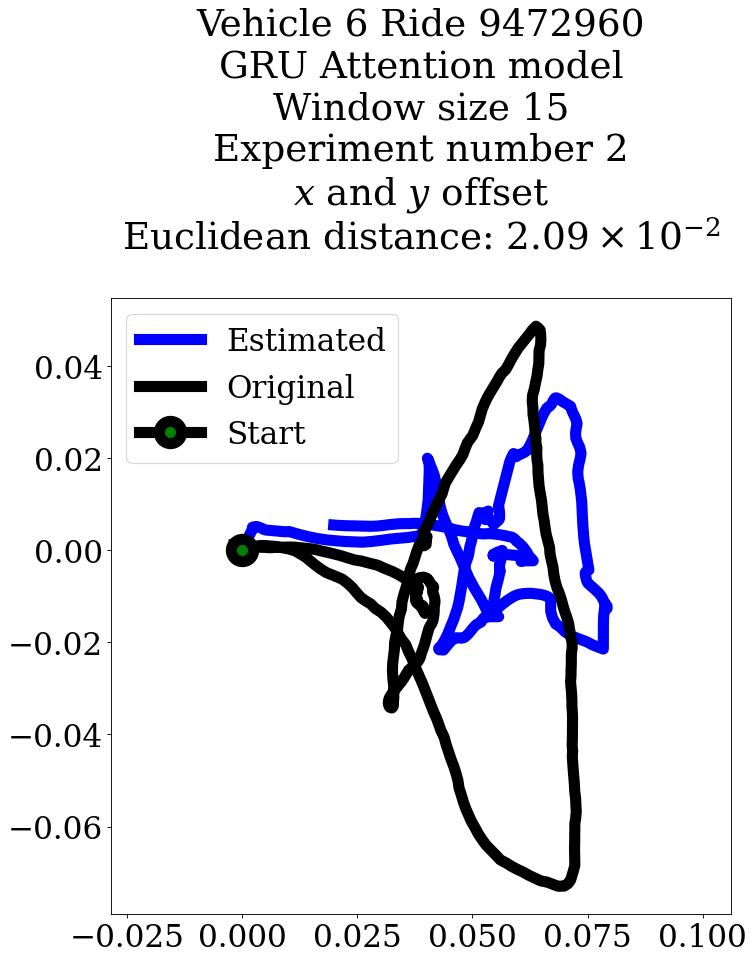 Vehicle 6 Ride 9472960
GRU Attention model
Window size 15
Experiment number 2
x and y offset
Euclidean distance: 2.09 × 10⁻²
Estimated
Original
Start
0.04
0.02
0.00
−0.02
−0.04
−0.06
−0.025 0.000 0.025 0.050 0.075 0.100